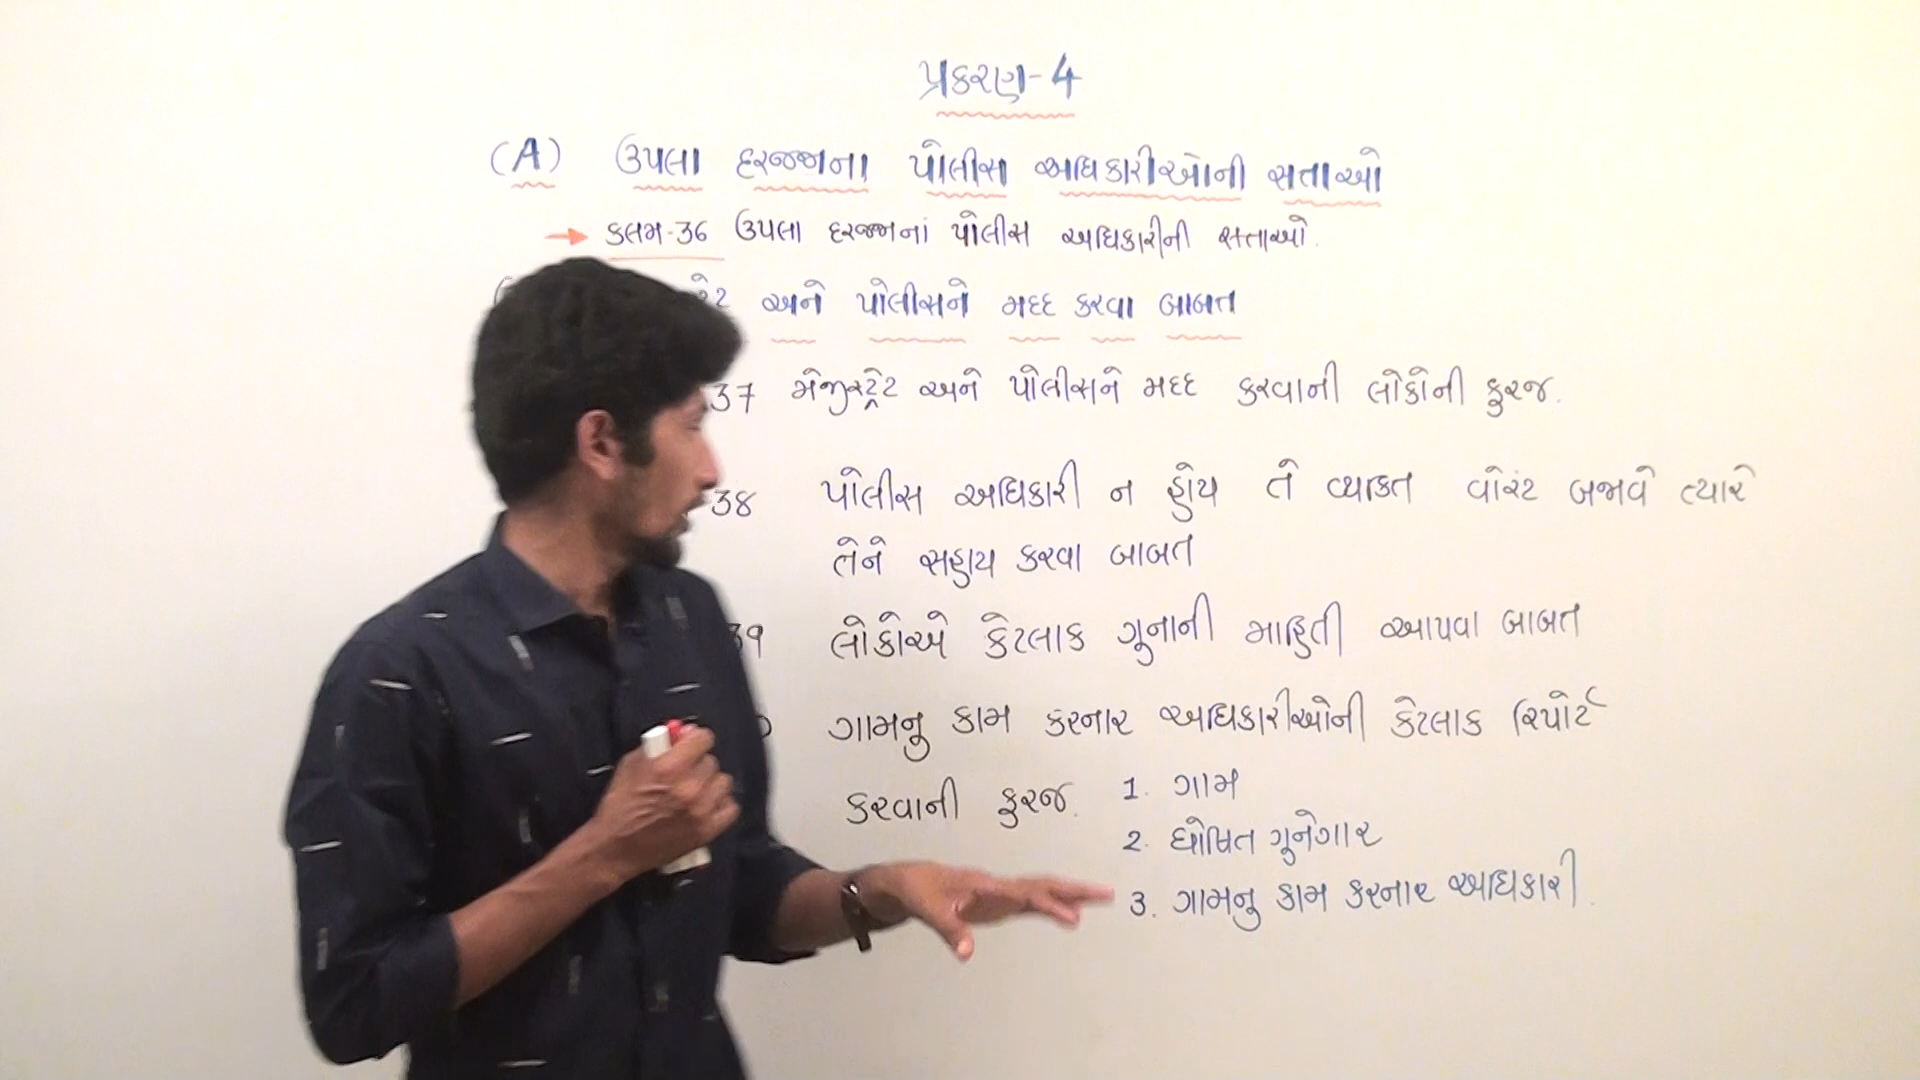 પ્રકરણ-4
(A) ઉપલા દરજ્જાના પોલીસ અધિકારીઓની સતાઓ
→ કલમ-36 ઉપલા દરજ્જાનાં પોલીસ અધિકારીની સ્તાઓ.
અને પોલીસને મદદ કરવા બાબત
37 મેજીસ્ટ્રેટ અને પોલીસને મદદ કરવાની લોકોની ફરજ.
38 પોલીસ અધિકારી ન હોય તે વ્યકિત વોરંટ બજાવે ત્યારે
તેને સહાય કરવા બાબત
39 લોકોએ કેટલાક ગૂનાની માહિતી આપવા બાબત
ગામનુ કામ કરનાર અધિકારીઓની કેટલાક રિપોર્ટ
કરવાની ફરજ.
1. ગામ
2. ઘોષિત ગુનેગાર
3. ગામનુ કામ કરનાર અધિકારી.